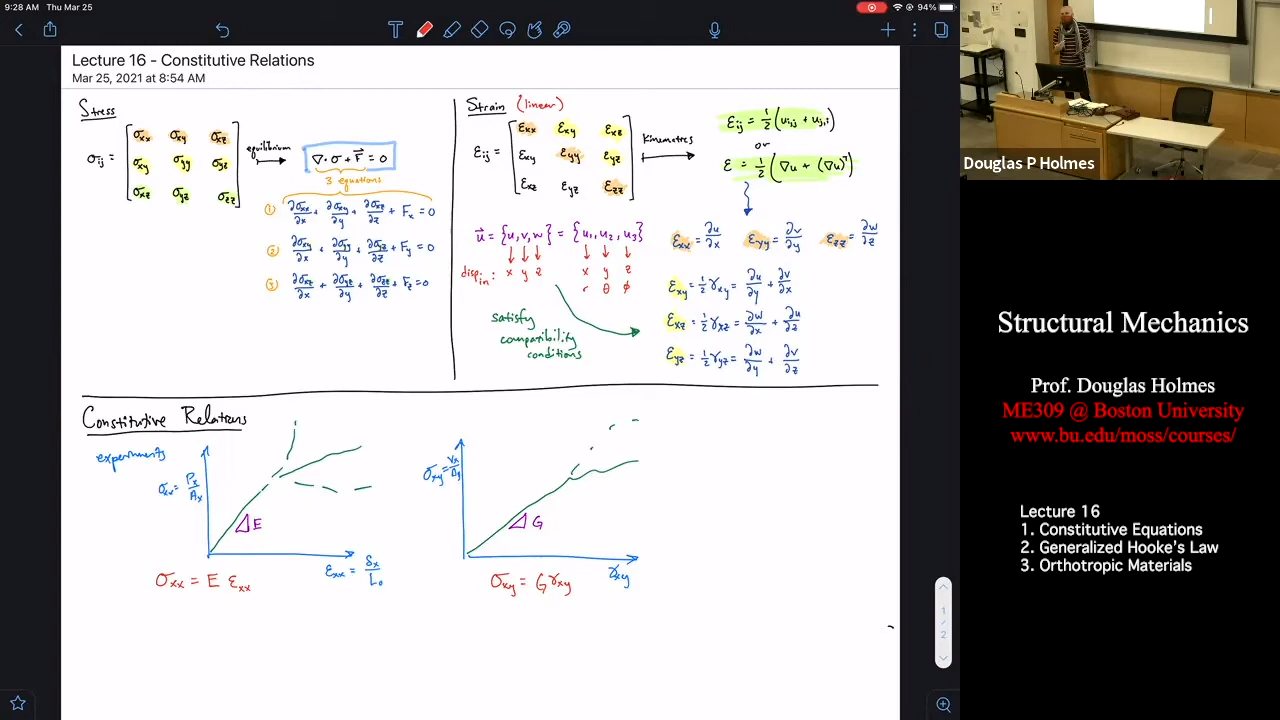 9:28 AM Thu Mar 25
94%
Lecture 16 - Constitutive Relations
Mar 25, 2021 at 8:54 AM
Stress
σij = [σxx σxy σxz
σxy σyy σyz
σxz σyz σzz]
equilibrium
∇·σ + F⃗ = 0
3 equations
① ∂σxx/∂x + ∂σxy/∂y + ∂σxz/∂z + Fx = 0
② ∂σxy/∂x + ∂σyy/∂y + ∂σyz/∂z + Fy = 0
③ ∂σxz/∂x + ∂σyz/∂y + ∂σzz/∂z + Fz = 0
Strain (linear)
εij = [εxx εxy εxz
εxy εyy εyz
εxz εyz εzz]
Kinematics
εij = 1/2 (ui,j + uj,i)
or
ε = 1/2 (∇u + (∇u)ᵀ)
u⃗ = {u, v, w} = {u1, u2, u3}
disp. in: x y z x y z
r θ φ
εxx = ∂u/∂x εyy = ∂v/∂y εzz = ∂w/∂z
εxy = 1/2 γxy = ∂u/∂y + ∂v/∂x
εxz = 1/2 γxz = ∂w/∂x + ∂u/∂z
εyz = 1/2 γyz = ∂w/∂y + ∂v/∂z
satisfy
compatibility
conditions
Constitutive Relations
experiments
σxx = Px/Ax
E
εxx = δx/L0
σxx = E εxx
σxy = Vx/Ay
G
γxy
σxy = G γxy
1
/
2
Douglas P Holmes
Structural Mechanics
Prof. Douglas Holmes
ME309 @ Boston University
www.bu.edu/moss/courses/
Lecture 16
1. Constitutive Equations
2. Generalized Hooke's Law
3. Orthotropic Materials